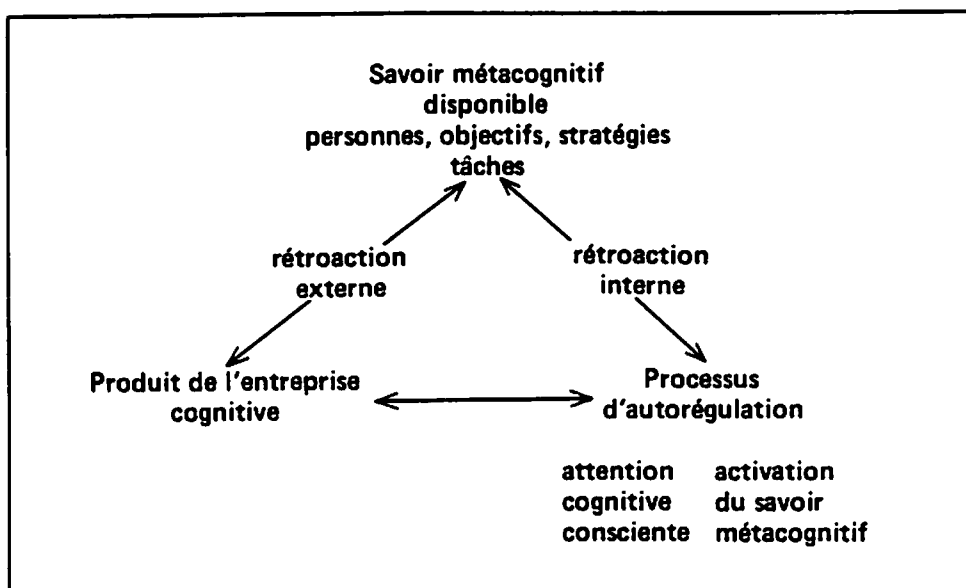 Savoir métacognitif
disponible
personnes, objectifs, stratégies
tâches
rétroaction
externe
rétroaction
interne
Produit de l'entreprise
cognitive
Processus
d'autorégulation
attention activation
cognitive du savoir
consciente métacognitif